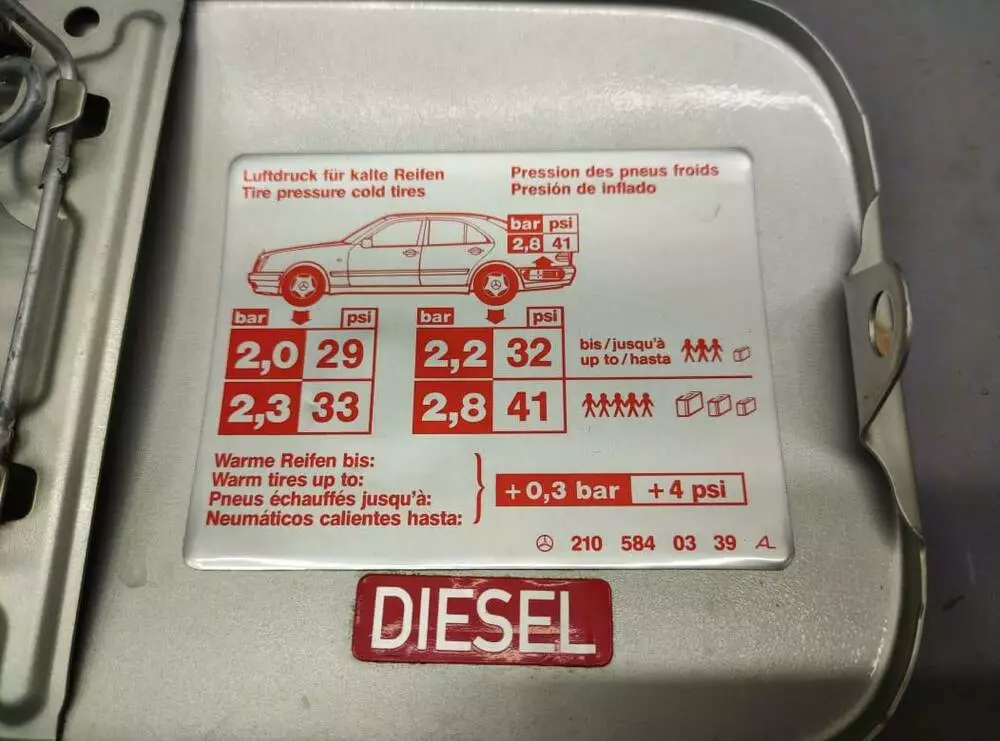 Luftdruck für kalte Reifen
Tire pressure cold tires
Pression des pneus froids
Presión de inflado
bar psi
2,8 41
bar psi
2,0 29
2,3 33
bar psi
2,2 32
2,8 41
bis/jusqu'à
up to/hasta
Warme Reifen bis:
Warm tires up to:
Pneus échauffés jusqu'à:
Neumáticos calientes hasta:
+0,3 bar +4 psi
210 584 03 39 AL
DIESEL